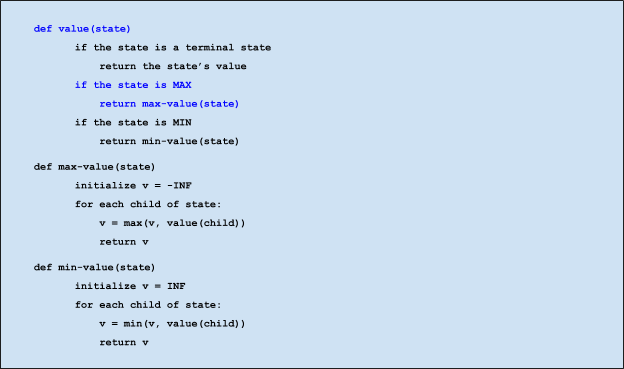 def value(state)
if the state is a terminal state
return the state’s value
if the state is MAX
return max-value(state)
if the state is MIN
return min-value(state)
def max-value(state)
initialize v = -INF
for each child of state:
v = max(v, value(child))
return v
def min-value(state)
initialize v = INF
for each child of state:
v = min(v, value(child))
return v